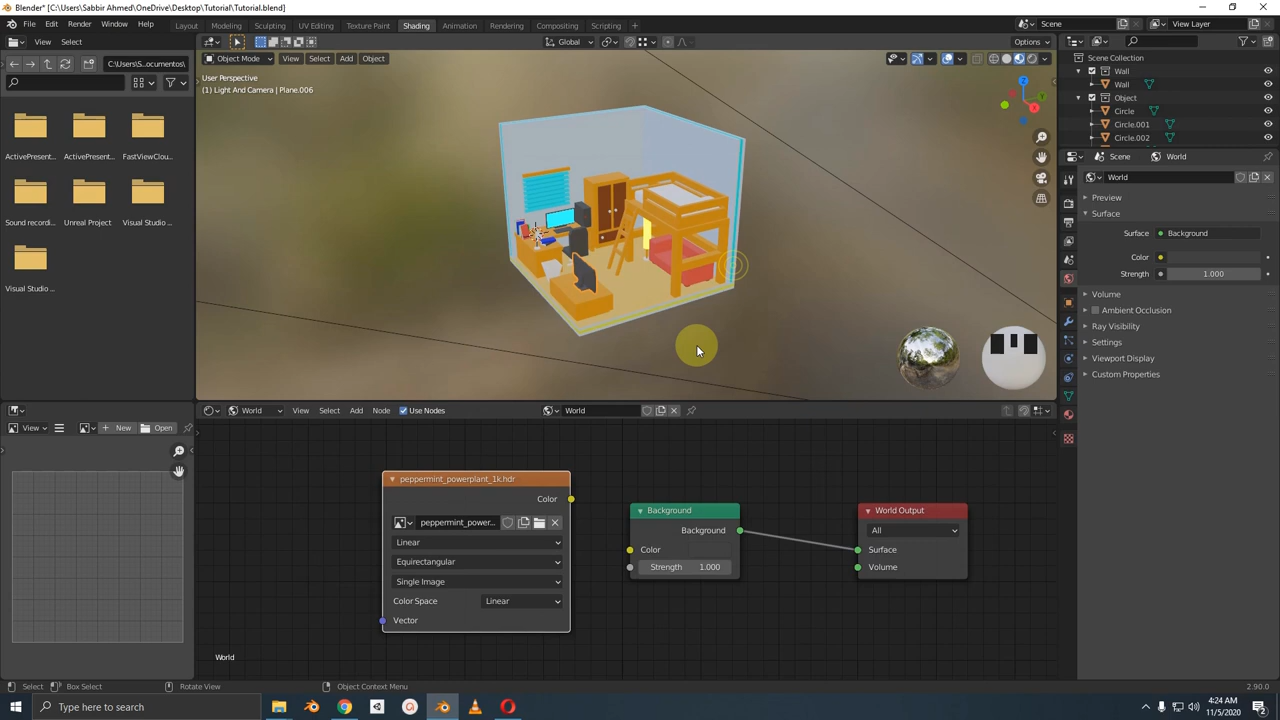 Blender* [C:\Users\Sabbir Ahmed\OneDrive\Desktop\Tutorial\Tutorial.blend]
File Edit Render Window Help
Layout Modeling Sculpting UV Editing Texture Paint Shading Animation Rendering Compositing Scripting +
Scene
View Layer
View Select
Global
Options
C:\Users\S...ocumentos\
Object Mode View Select Add Object
User Perspective
(1) Light And Camera | Plane.006
ActivePresent...
ActivePresent...
FastViewClou...
Sound recordi...
Unreal Project
Visual Studio ...
Visual Studio ...
Z
Y
X
Scene Collection
Wall
Wall
Object
Circle
Circle.001
Circle.002
Scene
World
World
Preview
Surface
Surface
Background
Color
Strength
1.000
Volume
Ambient Occlusion
Ray Visibility
Settings
Viewport Display
Custom Properties
View
New
Open
World
View Select Add Node
Use Nodes
World
peppermint_powerplant_1k.hdr
Color
peppermint_power...
Linear
Equirectangular
Single Image
Color Space
Linear
Vector
Background
Background
Color
Strength 1.000
World Output
All
Surface
Volume
World
Select
Box Select
Rotate View
Object Context Menu
2.90.0
Type here to search
4:24 AM
11/5/2020
2